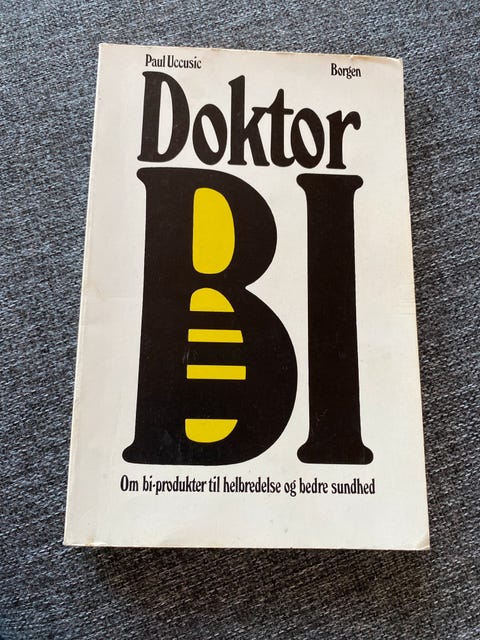 Paul Uccusic Borgen
Doktor
BI
Om bi-produkter til helbredelse og bedre sundhed